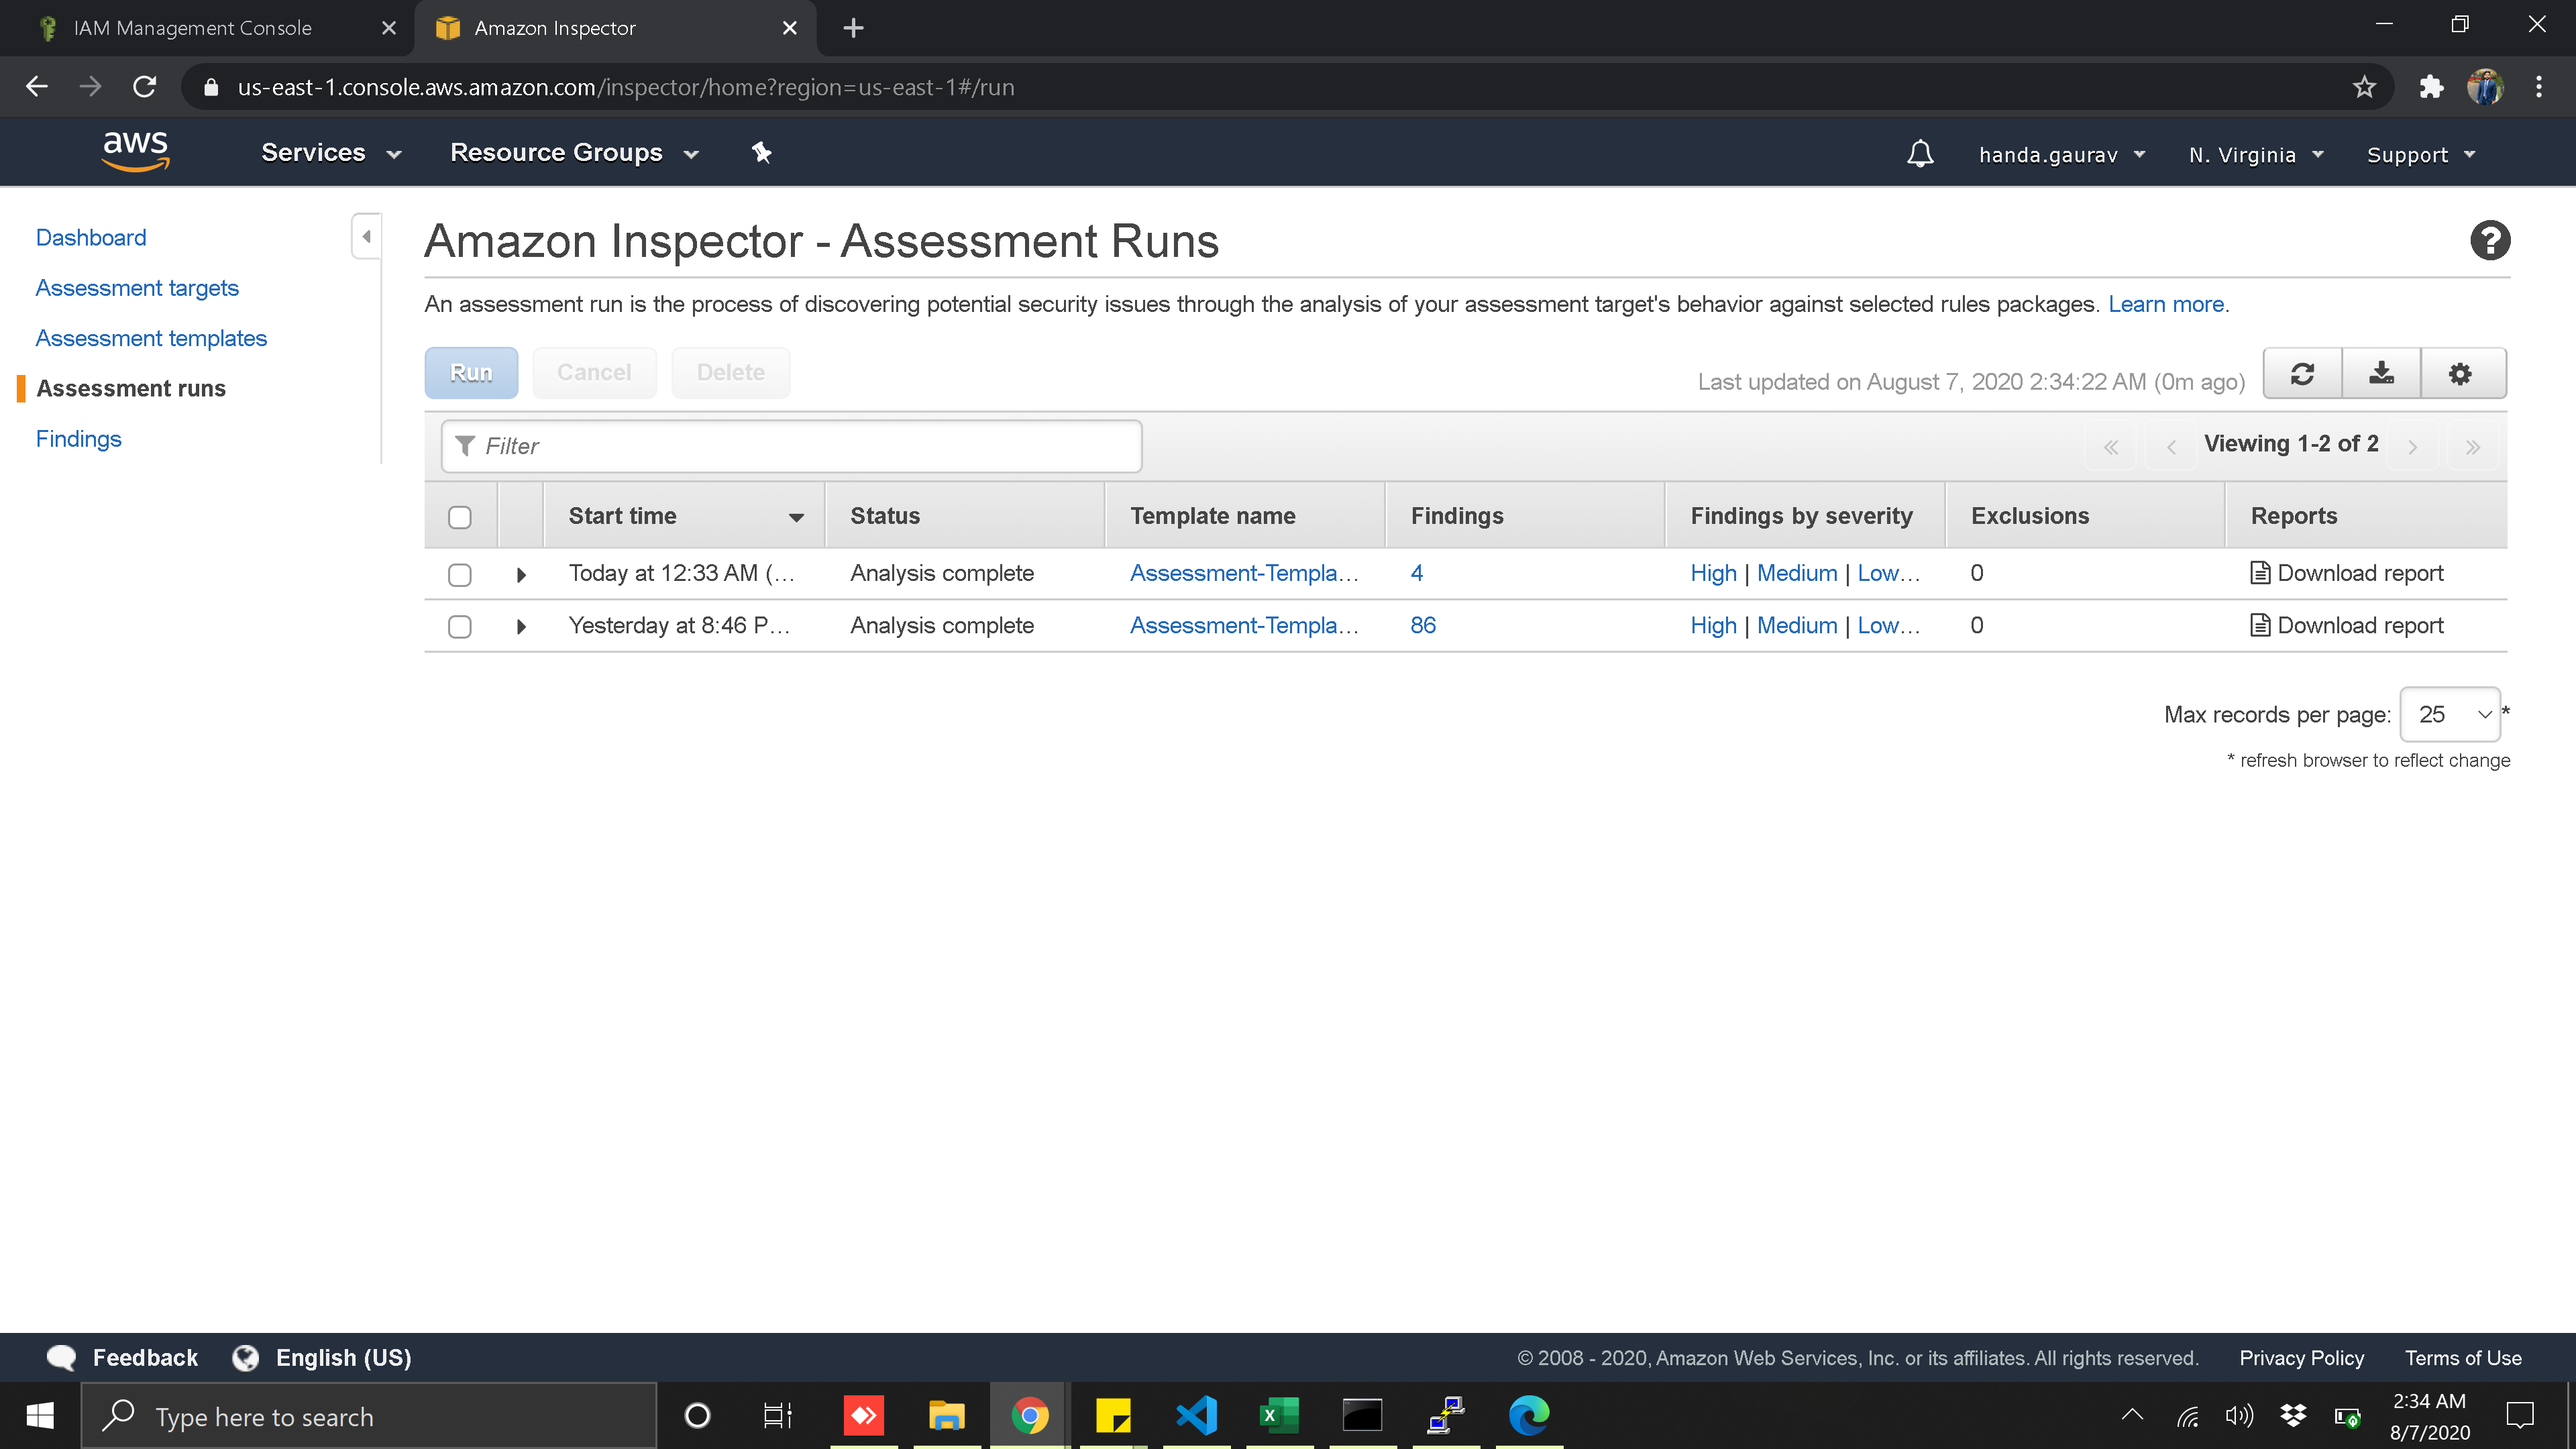 IAM Management Console
Amazon Inspector
us-east-1.console.aws.amazon.com/inspector/home?region=us-east-1#/run
aws
Services
Resource Groups
handa.gaurav
N. Virginia
Support
Dashboard
Assessment targets
Assessment templates
Assessment runs
Findings
Amazon Inspector - Assessment Runs
An assessment run is the process of discovering potential security issues through the analysis of your assessment target's behavior against selected rules packages. Learn more.
Run Cancel Delete
Last updated on August 7, 2020 2:34:22 AM (0m ago)
Filter
Viewing 1-2 of 2
Start time Status Template name Findings Findings by severity Exclusions Reports
Today at 12:33 AM (... Analysis complete Assessment-Templa... 4 High | Medium | Low... 0 Download report
Yesterday at 8:46 P... Analysis complete Assessment-Templa... 86 High | Medium | Low... 0 Download report
Max records per page: 25 *
* refresh browser to reflect change
Feedback
English (US)
© 2008 - 2020, Amazon Web Services, Inc. or its affiliates. All rights reserved.
Privacy Policy
Terms of Use
Type here to search
2:34 AM
8/7/2020